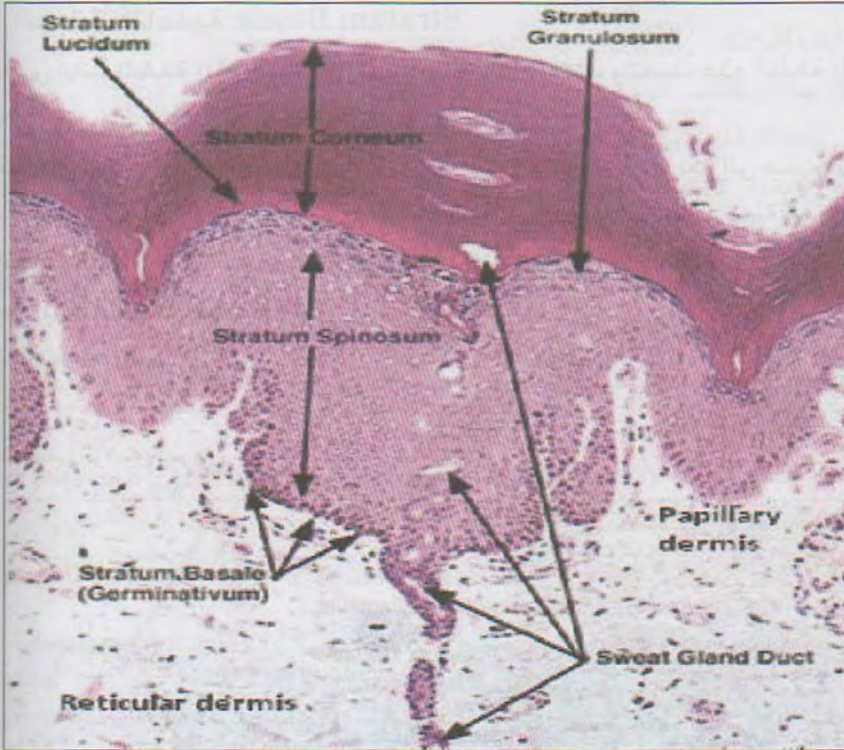 Stratum
Lucidum
Stratum
Granulosum
Stratum Corneum
Stratum Spinosum
Papillary
dermis
Stratum Basale
(Germinativum)
Sweat Gland Duct
Reticular dermis